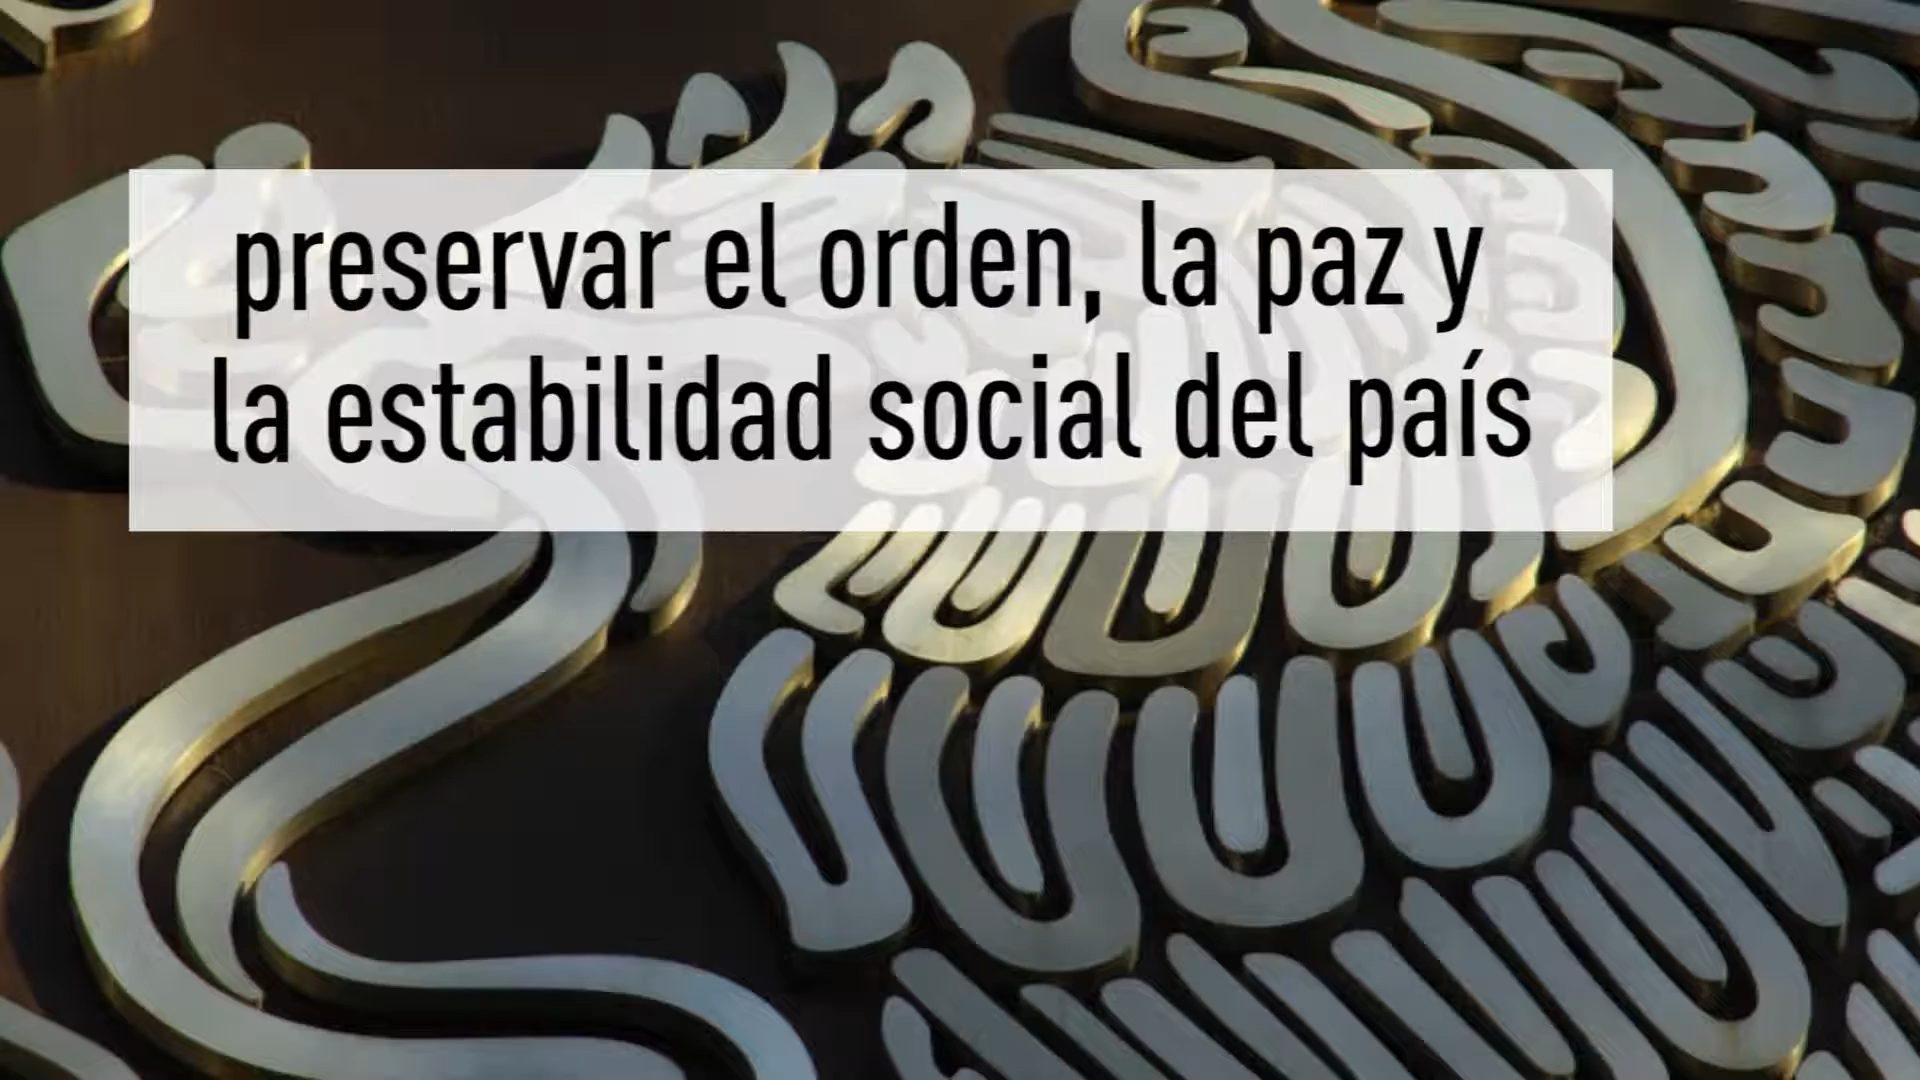 preservar el orden, la paz y
la estabilidad social del país